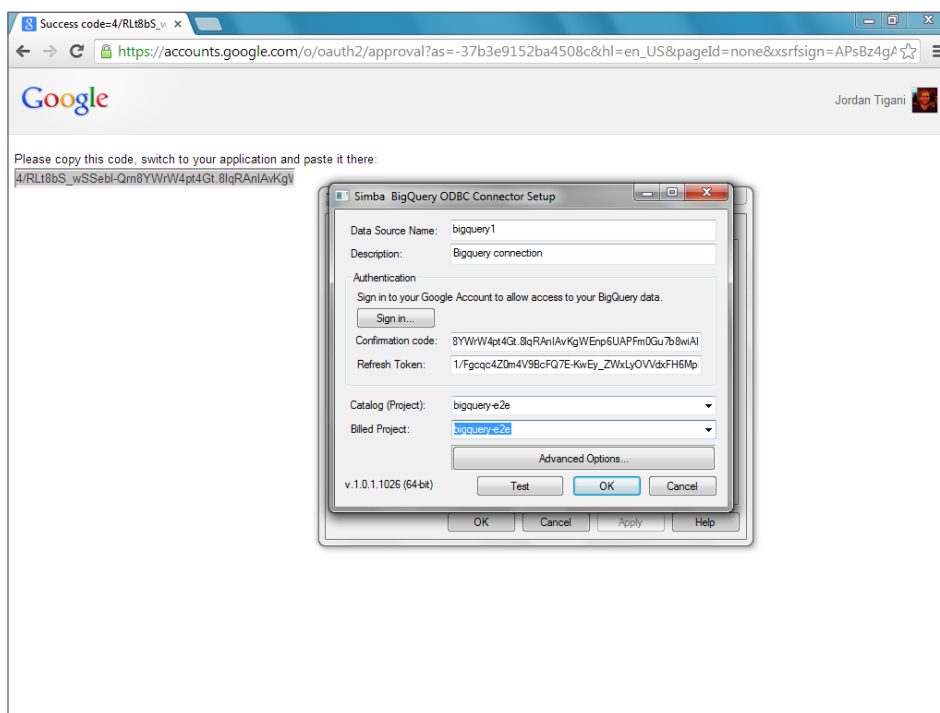 Success code=4/RLt8bS_w
https://accounts.google.com/o/oauth2/approval?as=-37b3e9152ba4508c&hl=en_US&pageId=none&xsrfsign=APsBz4gA
Google
Jordan Tigani
Please copy this code, switch to your application and paste it there:
4/RLt8bS_wSSebI-Qrn8YWrW4pt4Gt.8IqRAnIAvKgW
Simba BigQuery ODBC Connector Setup
Data Source Name: bigquery1
Description: Bigquery connection
Authentication
Sign in to your Google Account to allow access to your BigQuery data.
Sign in...
Confirmation code: 8YWrW4pt4Gt.8IqRAnIAvKgWEnp6UAPFm0Gu7b8wiAI
Refresh Token: 1/Fgcqc4Z0m4V9BcFQ7E-KwEy_ZWxLyOVVdxFH6Mp
Catalog (Project): bigquery-e2e
Billed Project: bigquery-e2e
Advanced Options...
v.1.0.1.1026 (64-bit) Test OK Cancel
OK Cancel Apply Help